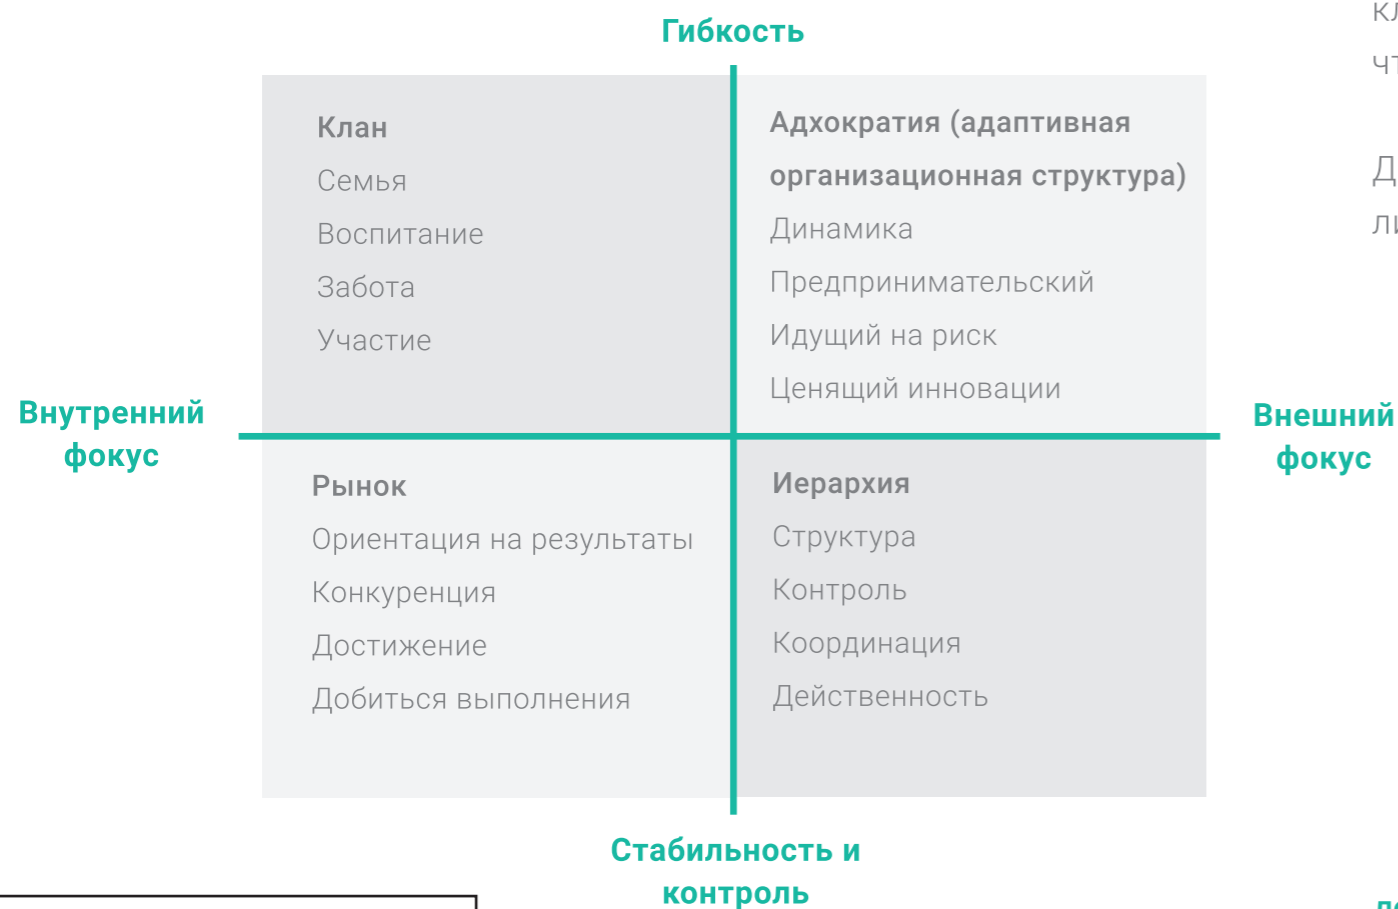 Гибкость
Клан
Семья
Воспитание
Забота
Участие
Адхократия (адаптивная
организационная структура)
Динамика
Предпринимательский
Идущий на риск
Ценящий инновации
Внутренний
фокус
Внешний
фокус
Рынок
Ориентация на результаты
Конкуренция
Достижение
Добиться выполнения
Иерархия
Структура
Контроль
Координация
Действенность
Стабильность и
контроль